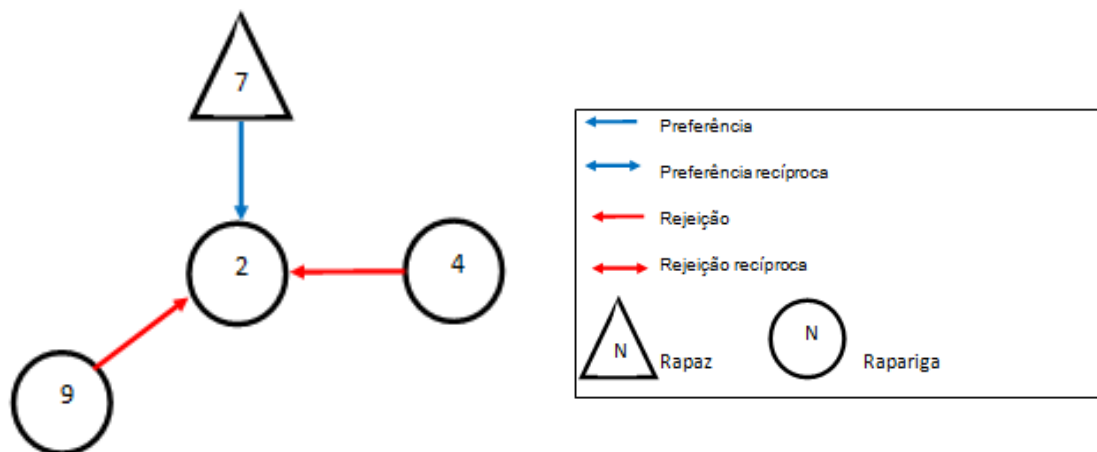 7
2
4
9
Preferência
Preferência recíproca
Rejeição
Rejeição recíproca
N Rapaz
N Rapariga